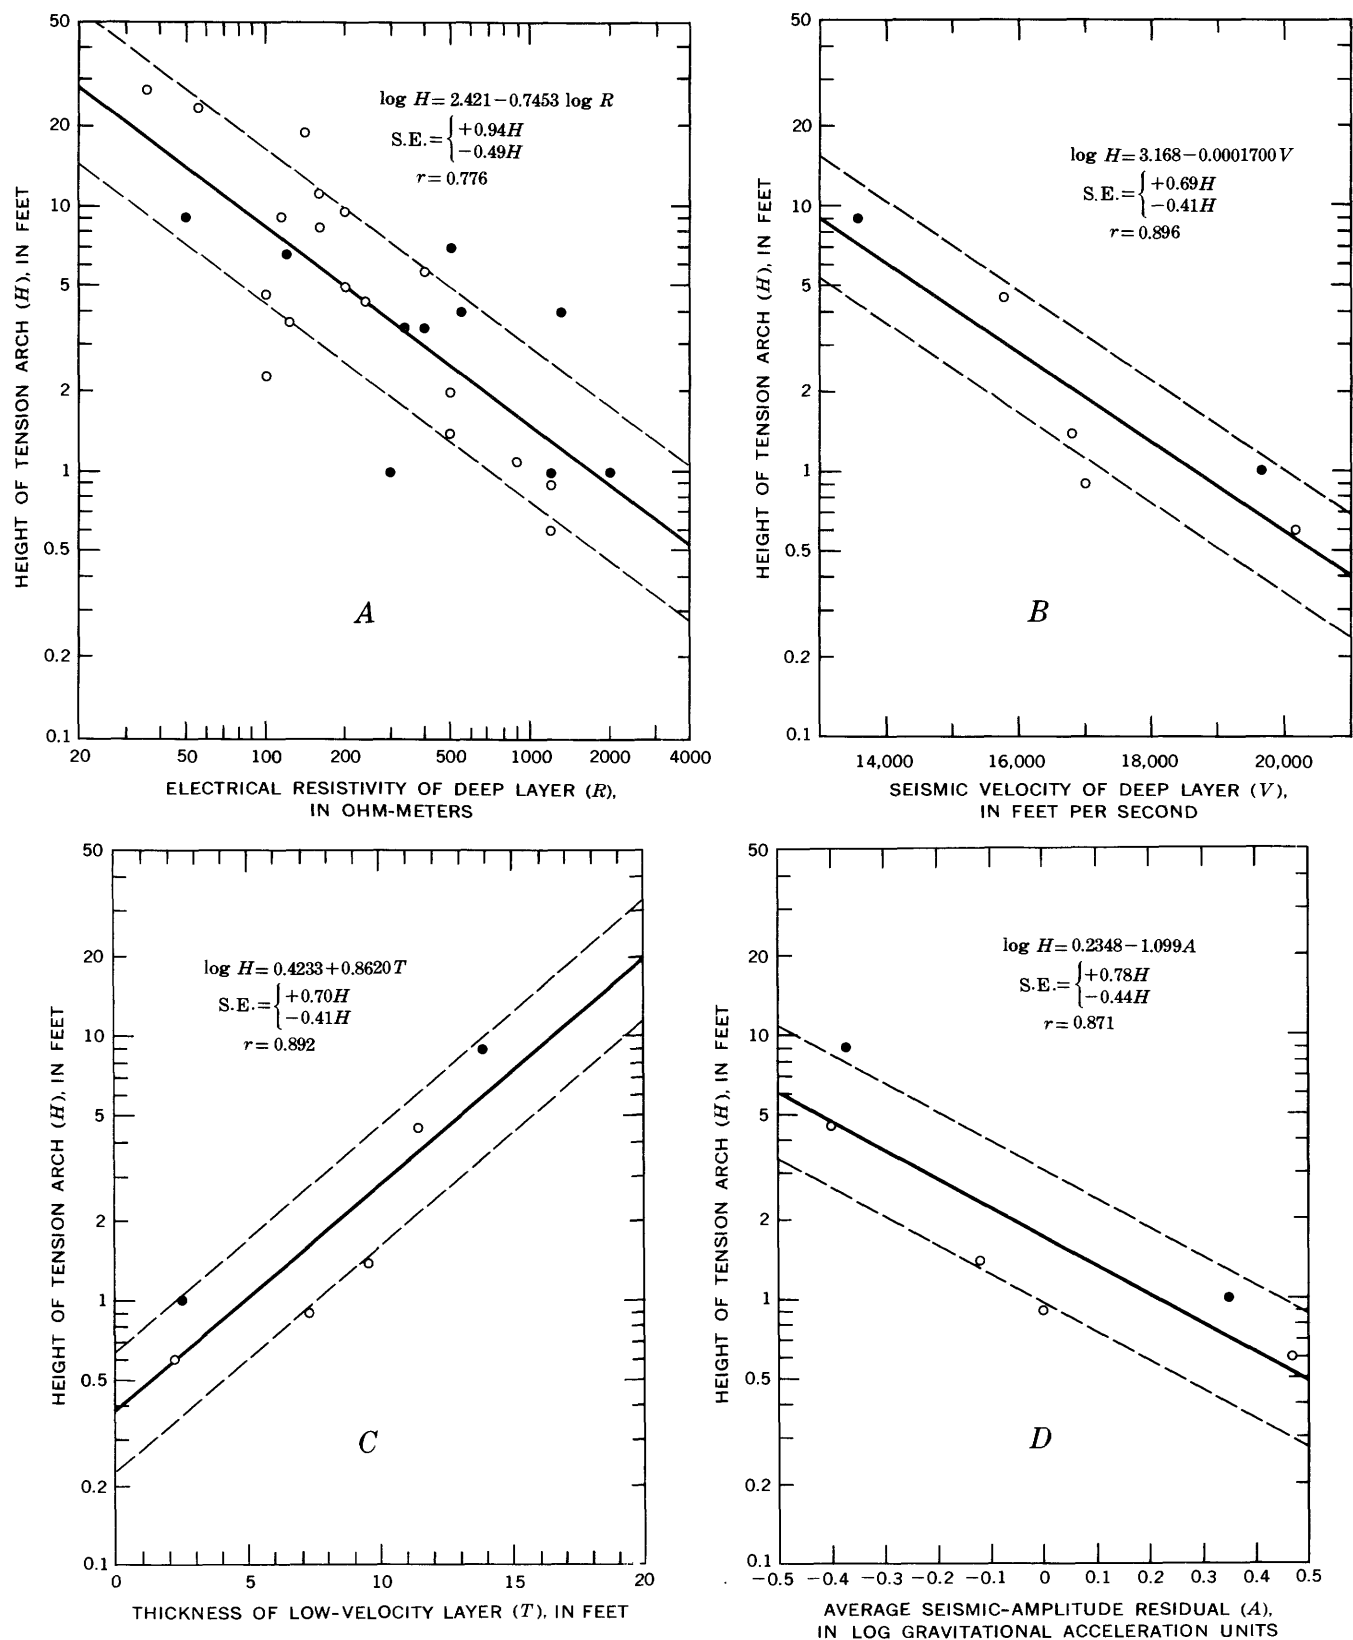 50
20
10
5
2
1
0.5
0.2
0.1
HEIGHT OF TENSION ARCH (H), IN FEET
log H=2.421−0.7453 log R
S.E.={+0.94H
−0.49H
r=0.776
A
20 50 100 200 500 1000 2000 4000
ELECTRICAL RESISTIVITY OF DEEP LAYER (R),
IN OHM-METERS
50
20
10
5
2
1
0.5
0.2
0.1
HEIGHT OF TENSION ARCH (H), IN FEET
log H=3.168−0.0001700V
S.E.={+0.69H
−0.41H
r=0.896
B
14,000 16,000 18,000 20,000
SEISMIC VELOCITY OF DEEP LAYER (V),
IN FEET PER SECOND
50
20
10
5
2
1
0.5
0.2
0.1
HEIGHT OF TENSION ARCH (H), IN FEET
log H=0.4233+0.8620T
S.E.={+0.70H
−0.41H
r=0.892
C
0 5 10 15 20
THICKNESS OF LOW-VELOCITY LAYER (T), IN FEET
50
20
10
5
2
1
0.5
0.2
0.1
HEIGHT OF TENSION ARCH (H), IN FEET
log H=0.2348−1.099A
S.E.={+0.78H
−0.44H
r=0.871
D
−0.5 −0.4 −0.3 −0.2 −0.1 0 0.1 0.2 0.3 0.4 0.5
AVERAGE SEISMIC-AMPLITUDE RESIDUAL (A),
IN LOG GRAVITATIONAL ACCELERATION UNITS